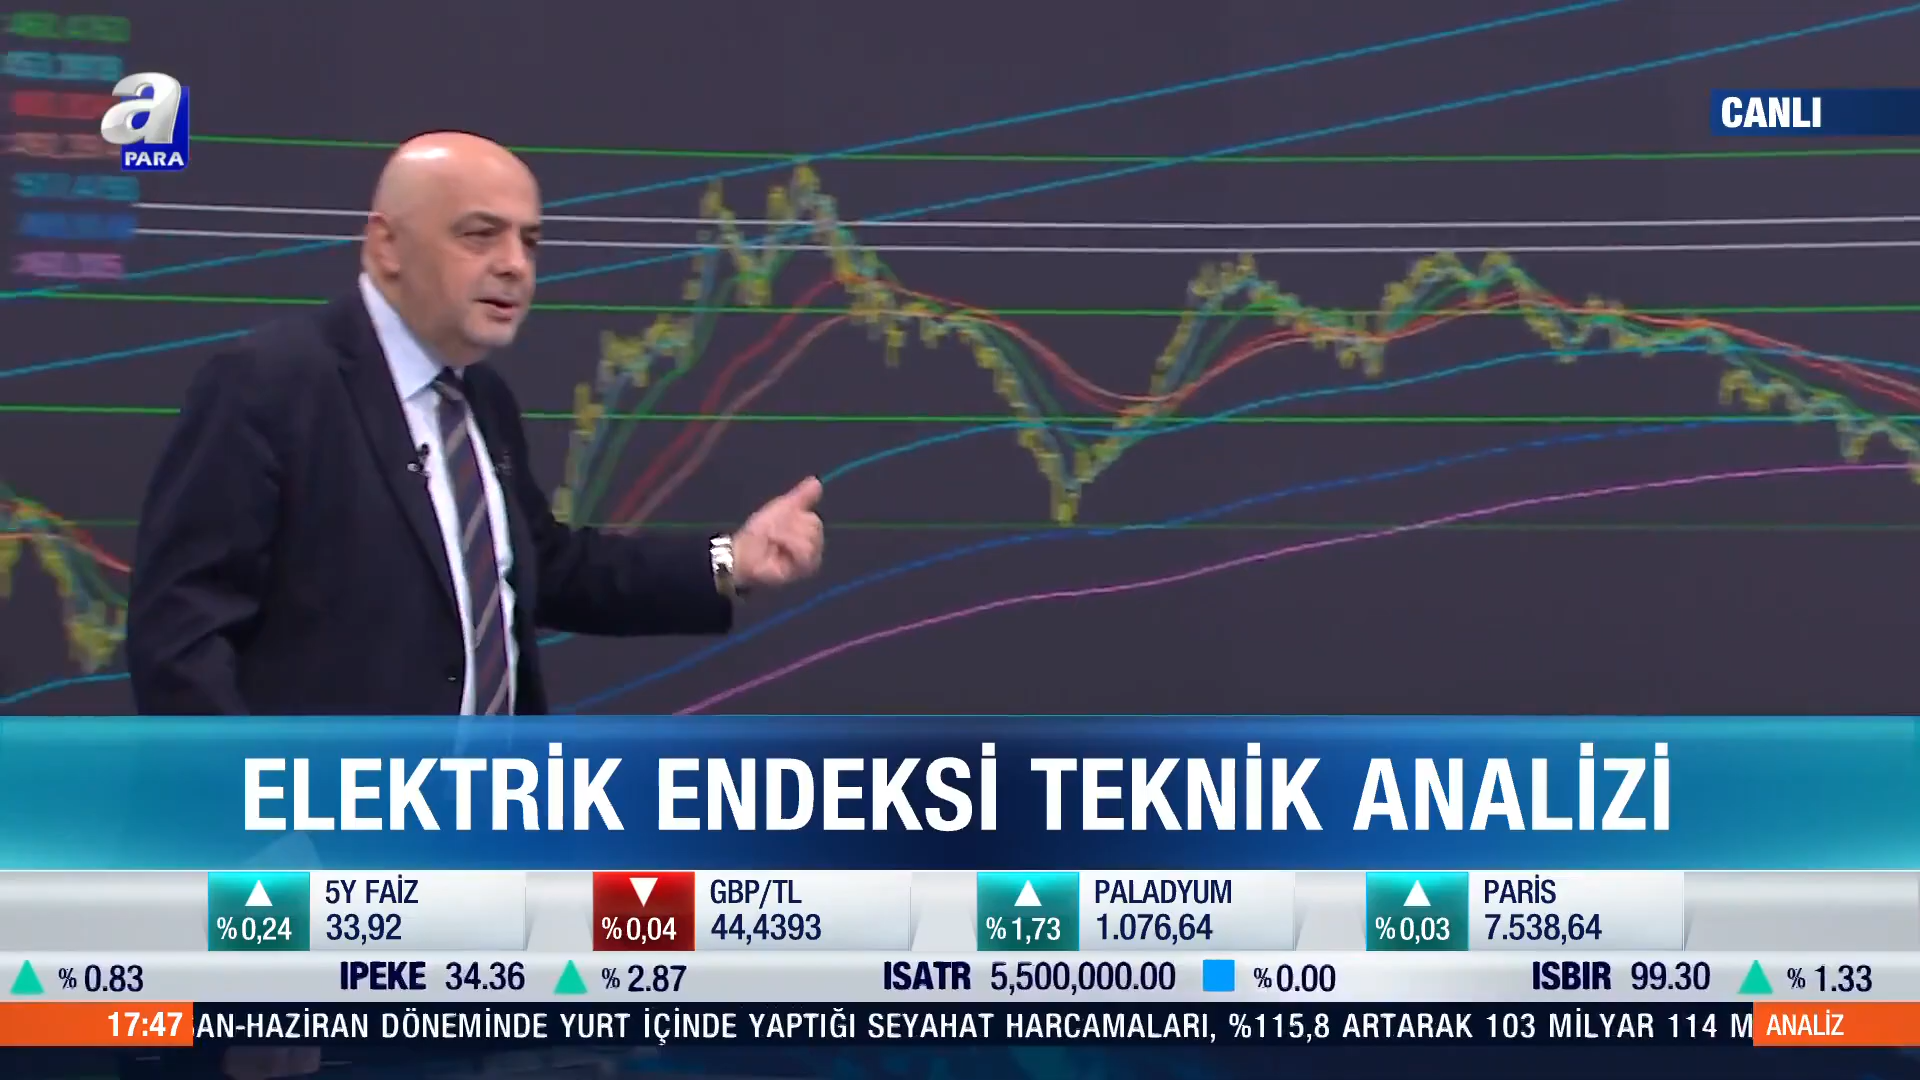 a
PARA
CANLI
ELEKTRİK ENDEKSİ TEKNİK ANALİZİ
%0,24 5Y FAİZ 33,92
%0,04 GBP/TL 44,4393
%1,73 PALADYUM 1.076,64
%0,03 PARİS 7.538,64
% 0.83 IPEKE 34.36 % 2.87 ISATR 5,500,000.00 %0.00 ISBIR 99.30 % 1.33
17:47 AN-HAZİRAN DÖNEMİNDE YURT İÇİNDE YAPTIĞI SEYAHAT HARCAMALARI, %115,8 ARTARAK 103 MİLYAR 114 M ANALİZ